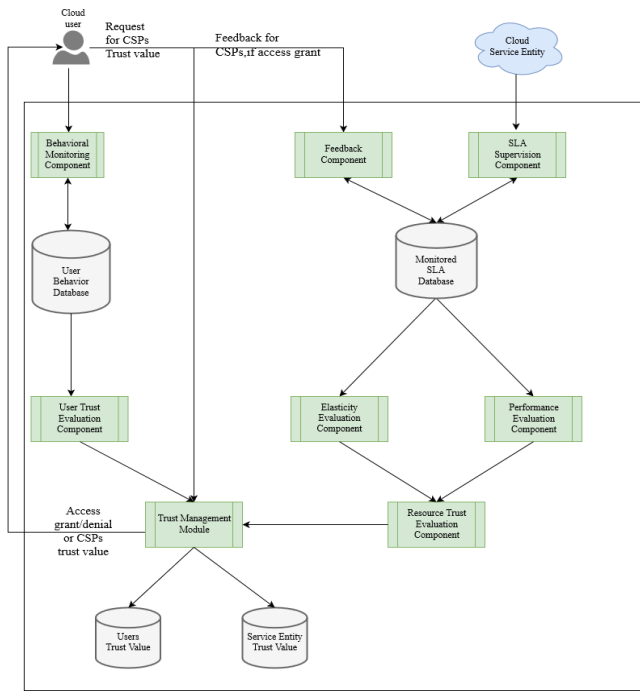 Cloud
user
Request
for CSPs
Trust value
Feedback for
CSPs,if access grant
Cloud
Service Entity
Behavioral
Monitoring
Component
Feedback
Component
SLA
Supervision
Component
User
Behavior
Database
Monitored
SLA
Database
User Trust
Evaluation
Component
Elasticity
Evaluation
Component
Performance
Evaluation
Component
Access
grant/denial
or CSPs
trust value
Trust Management
Module
Resource Trust
Evaluation
Component
Users
Trust Value
Service Entity
Trust Value